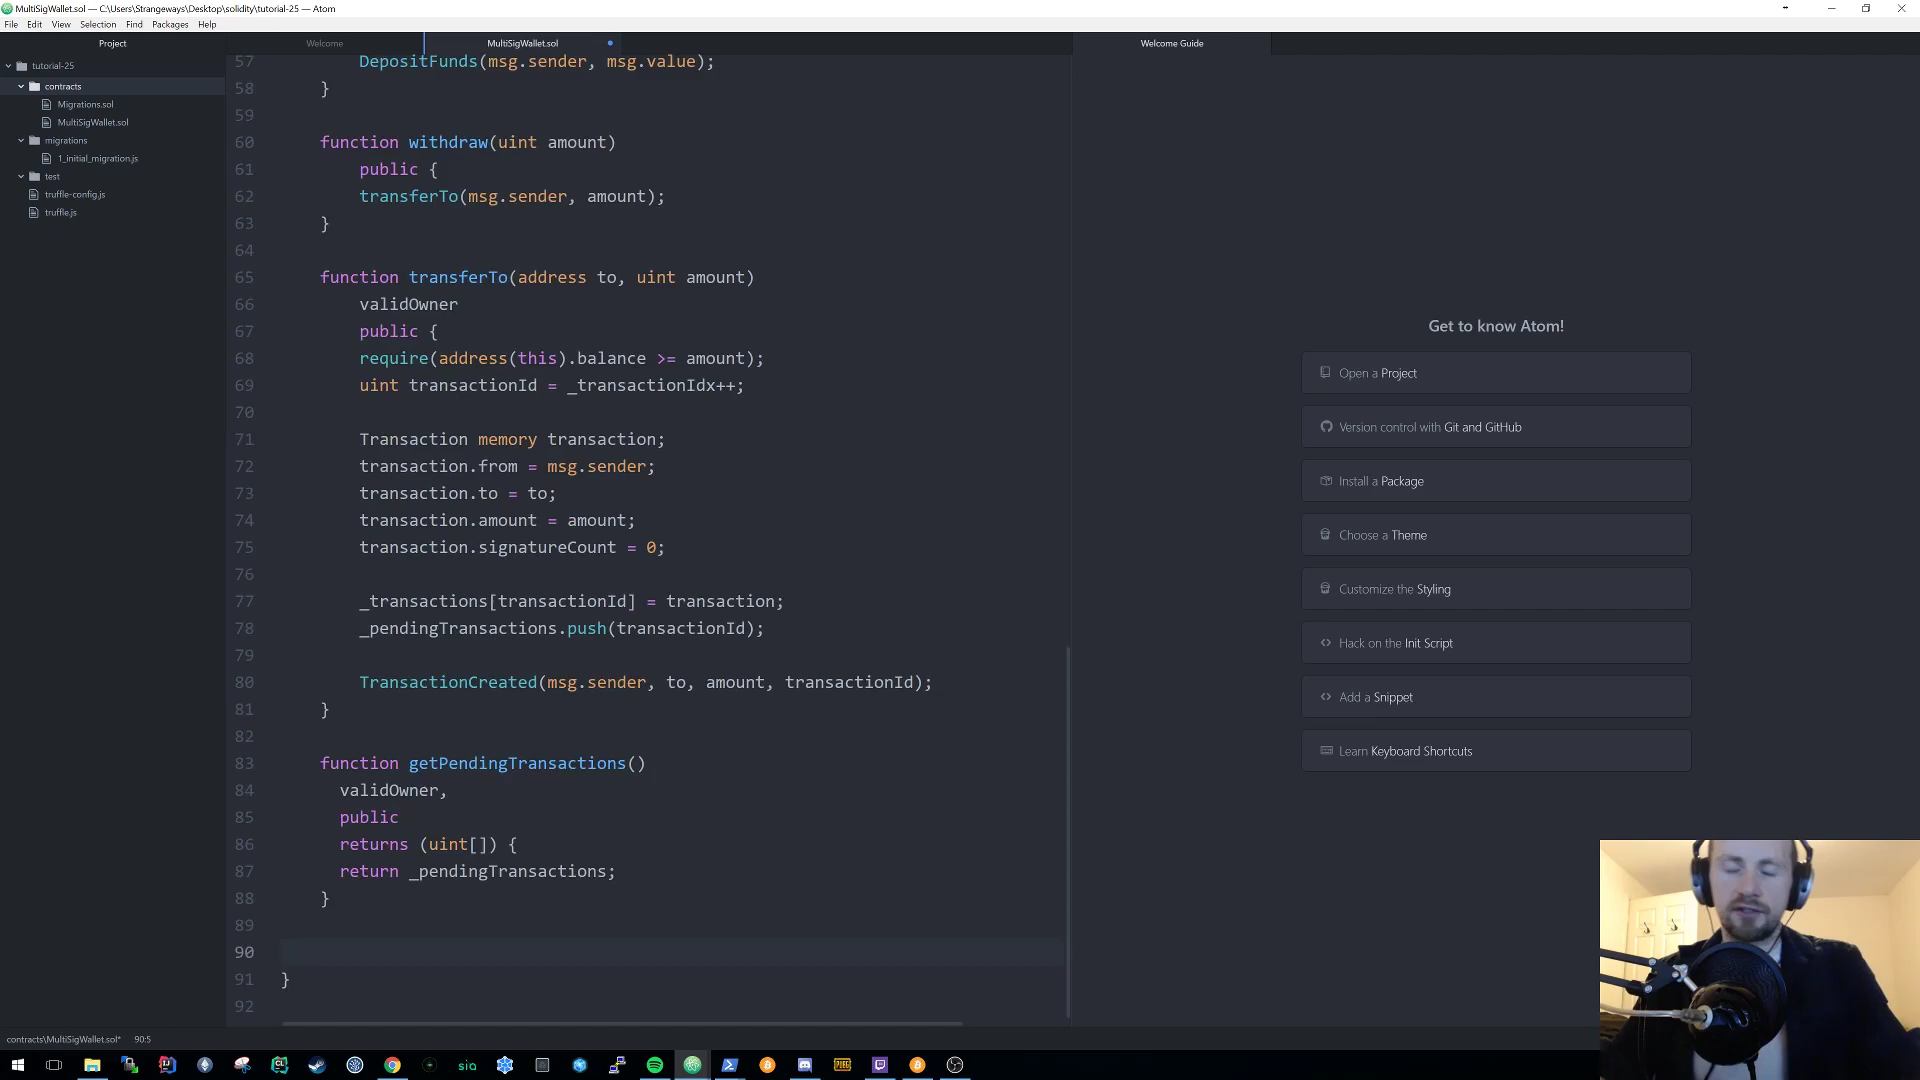 MultiSigWallet.sol — C:\Users\Strangeways\Desktop\solidity\tutorial-25 — Atom
File Edit View Selection Find Packages Help
Project
tutorial-25
contracts
Migrations.sol
MultiSigWallet.sol
migrations
1_initial_migration.js
test
truffle-config.js
truffle.js
Welcome
MultiSigWallet.sol
57 DepositFunds(msg.sender, msg.value);
58 }
59
60 function withdraw(uint amount)
61 public {
62 transferTo(msg.sender, amount);
63 }
64
65 function transferTo(address to, uint amount)
66 validOwner
67 public {
68 require(address(this).balance >= amount);
69 uint transactionId = _transactionIdx++;
70
71 Transaction memory transaction;
72 transaction.from = msg.sender;
73 transaction.to = to;
74 transaction.amount = amount;
75 transaction.signatureCount = 0;
76
77 _transactions[transactionId] = transaction;
78 _pendingTransactions.push(transactionId);
79
80 TransactionCreated(msg.sender, to, amount, transactionId);
81 }
82
83 function getPendingTransactions()
84 validOwner,
85 public
86 returns (uint[]) {
87 return _pendingTransactions;
88 }
89
90
91 }
92
Welcome Guide
Get to know Atom!
Open a Project
Version control with Git and GitHub
Install a Package
Choose a Theme
Customize the Styling
Hack on the Init Script
Add a Snippet
Learn Keyboard Shortcuts
contracts\MultiSigWallet.sol* 90:5
sia
PUBG